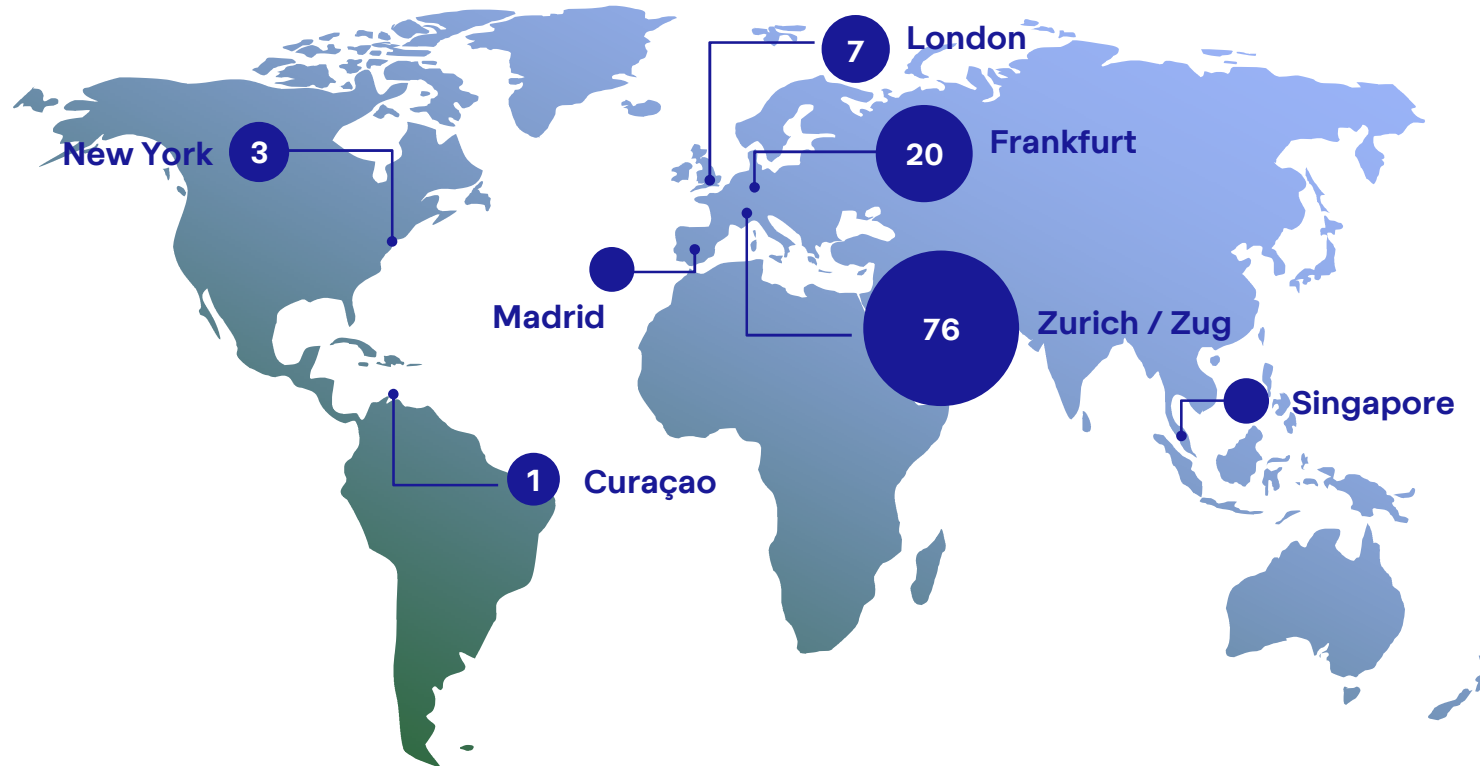 7
London
New York
3
20
Frankfurt
Madrid
76
Zurich / Zug
Singapore
1
Curaçao